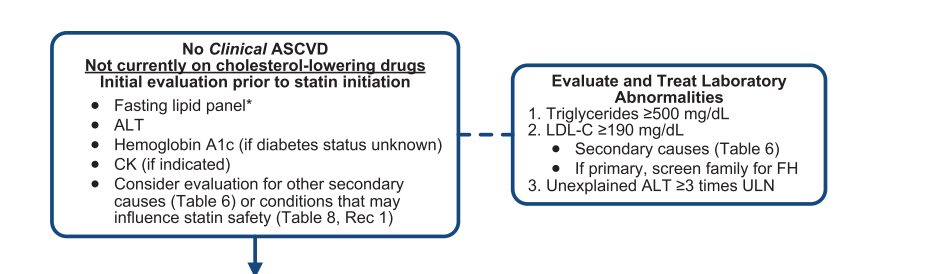 No Clinical ASCVD
Not currently on cholesterol-lowering drugs
Initial evaluation prior to statin initiation
● Fasting lipid panel*
● ALT
● Hemoglobin A1c (if diabetes status unknown)
● CK (if indicated)
● Consider evaluation for other secondary
causes (Table 6) or conditions that may
influence statin safety (Table 8, Rec 1)
Evaluate and Treat Laboratory
Abnormalities
1. Triglycerides ≥500 mg/dL
2. LDL-C ≥190 mg/dL
● Secondary causes (Table 6)
● If primary, screen family for FH
3. Unexplained ALT ≥3 times ULN